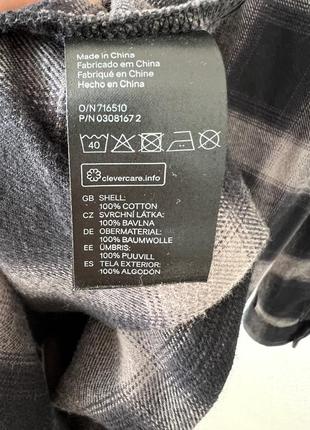 Made in China
Fabricado em China
Fabriqué en Chine
Hecho en China
O/N 716510
P/N 03081672
40
clevercare.info
GB SHELL:
100% COTTON
CZ SVRCHNÍ LÁTKA:
100% BAVLNA
DE OBERMATERIAL:
100% BAUMWOLLE
EE ÜMBRIS:
100% PUUVILL
ES TELA EXTERIOR:
100% ALGODÓN